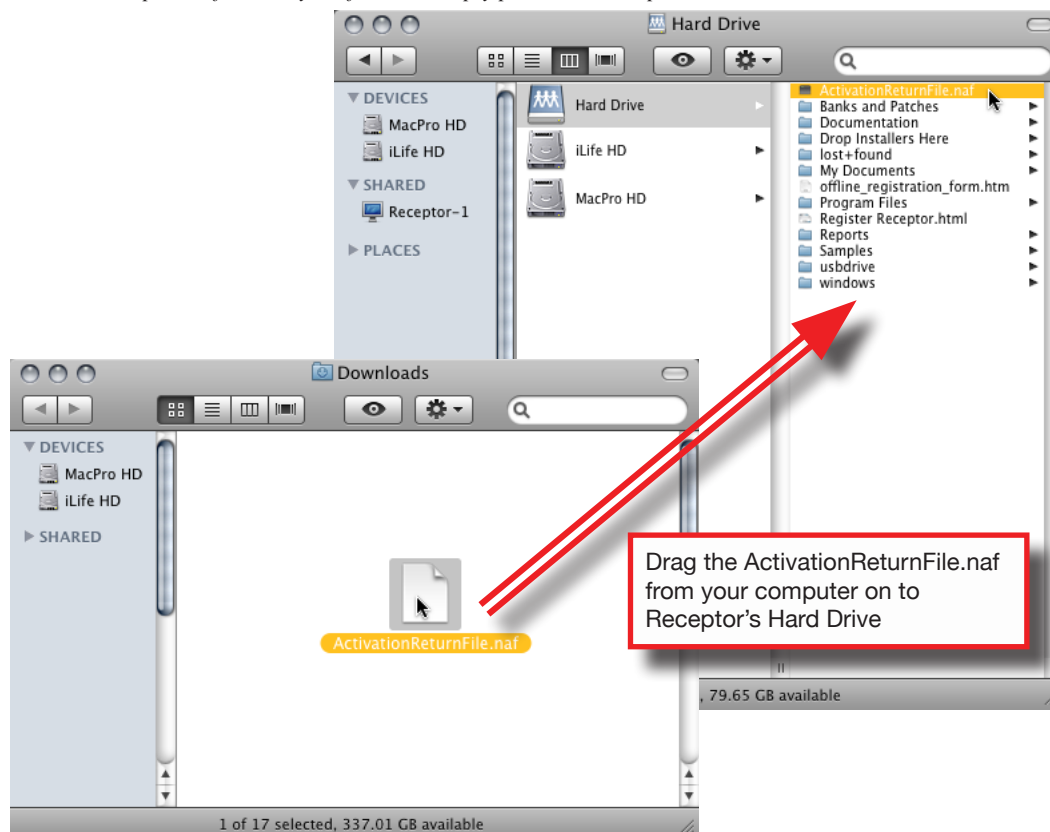 Hard Drive
DEVICES
MacPro HD
iLife HD
SHARED
Receptor-1
PLACES
Hard Drive
iLife HD
MacPro HD
ActivationReturnFile.naf
Banks and Patches
Documentation
Drop Installers Here
lost+found
My Documents
offline_registration_form.htm
Program Files
Register Receptor.html
Reports
Samples
usbdrive
windows
, 79.65 GB available
Downloads
DEVICES
MacPro HD
iLife HD
SHARED
ActivationReturnFile.naf
1 of 17 selected, 337.01 GB available
Drag the ActivationReturnFile.naf
from your computer on to
Receptor’s Hard Drive